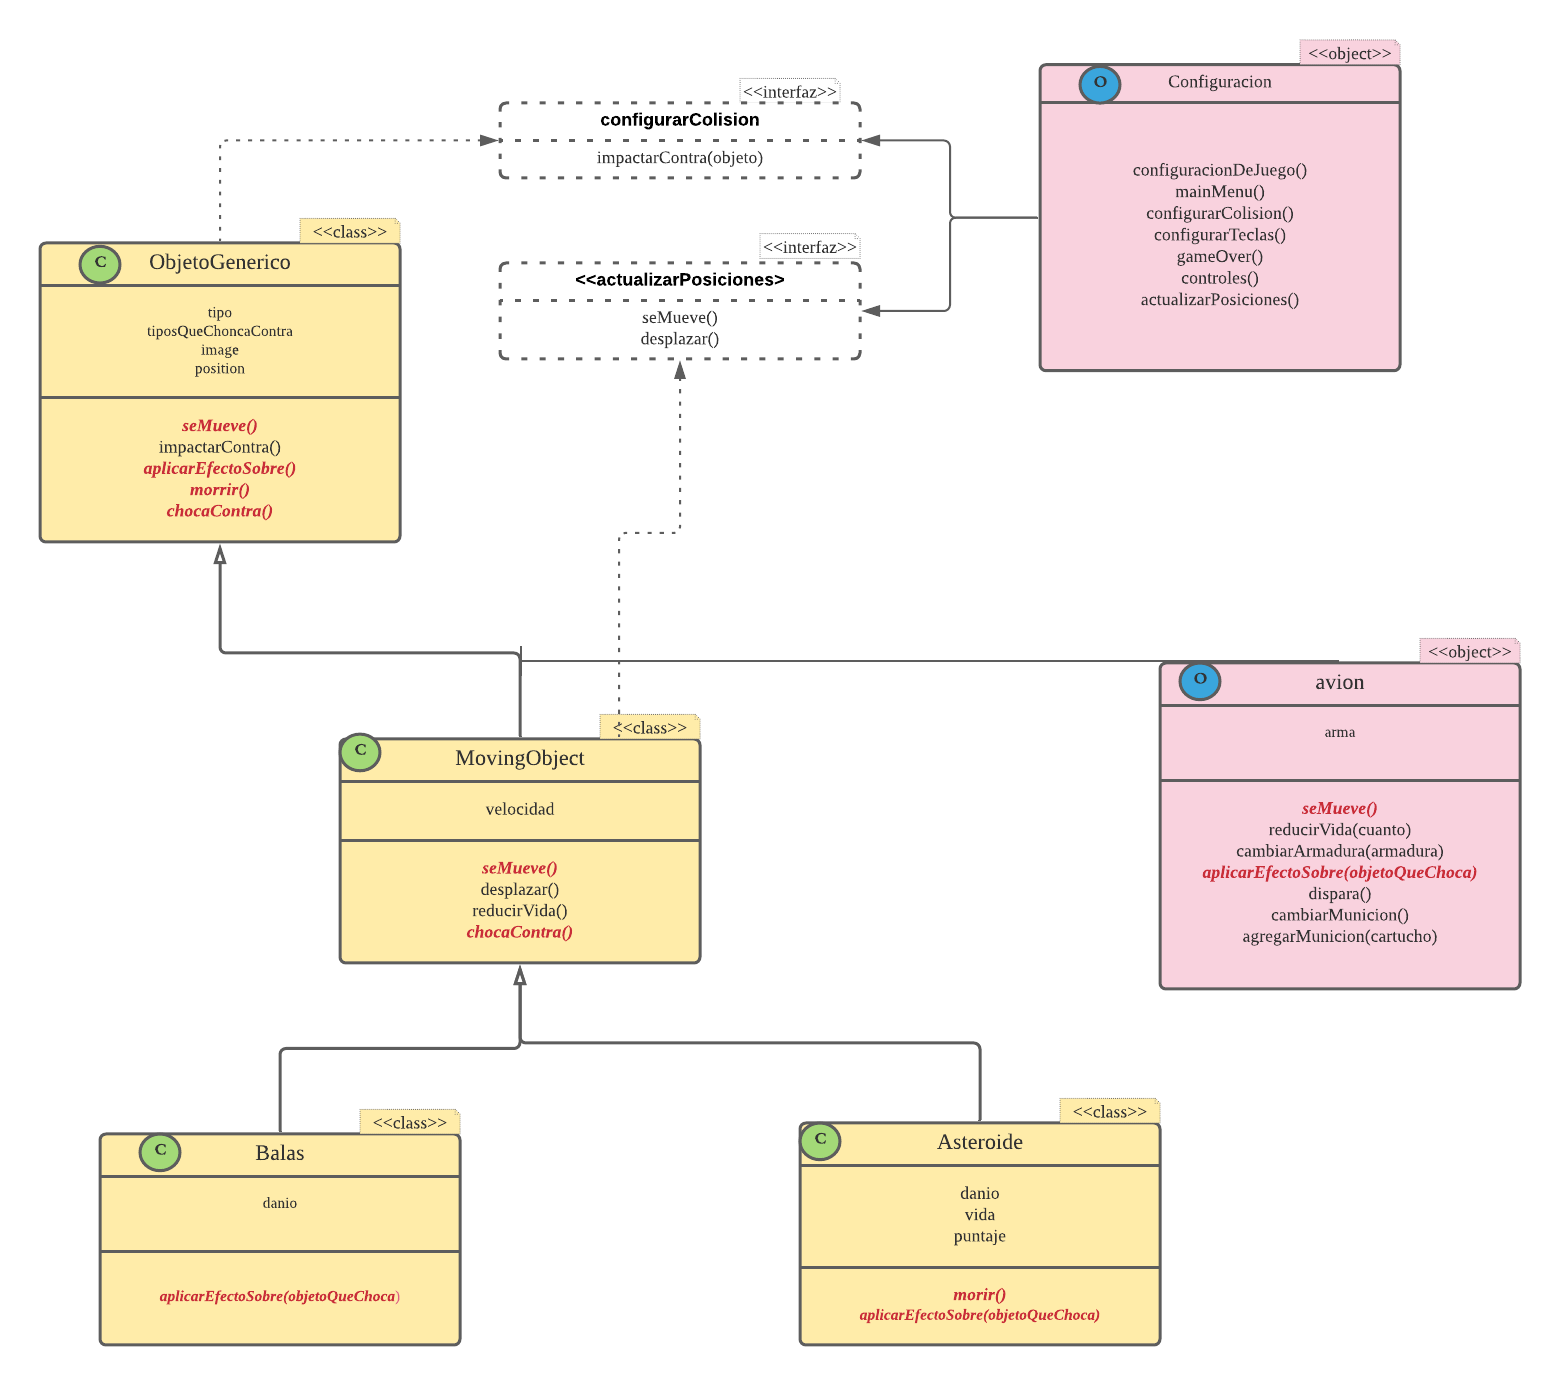 <<object>>
O
Configuracion
configuracionDeJuego()
mainMenu()
configurarColision()
configurarTeclas()
gameOver()
controles()
actualizarPosiciones()
<<interfaz>>
configurarColision
impactarContra(objeto)
<<interfaz>>
<<actualizarPosiciones>
seMueve()
desplazar()
<<class>>
C
ObjetoGenerico
tipo
tiposQueChoncaContra
image
position
seMueve()
impactarContra()
aplicarEfectoSobre()
morrir()
chocaContra()
<<object>>
O
avion
arma
seMueve()
reducirVida(cuanto)
cambiarArmadura(armadura)
aplicarEfectoSobre(objetoQueChoca)
dispara()
cambiarMunicion()
agregarMunicion(cartucho)
<<class>>
C
MovingObject
velocidad
seMueve()
desplazar()
reducirVida()
chocaContra()
<<class>>
C
Balas
danio
aplicarEfectoSobre(objetoQueChoca)
<<class>>
C
Asteroide
danio
vida
puntaje
morir()
aplicarEfectoSobre(objetoQueChoca)